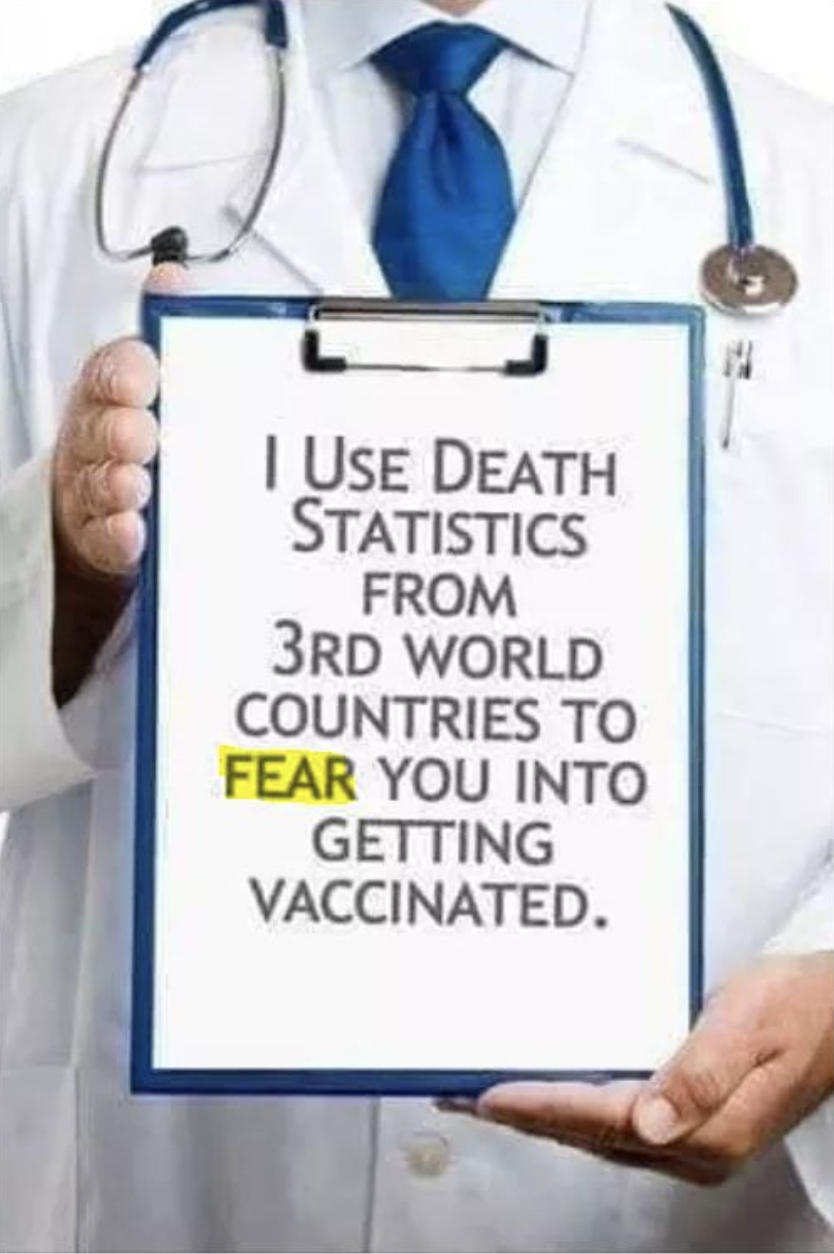 I USE DEATH
STATISTICS
FROM
3RD WORLD
COUNTRIES TO
FEAR YOU INTO
GETTING
VACCINATED.